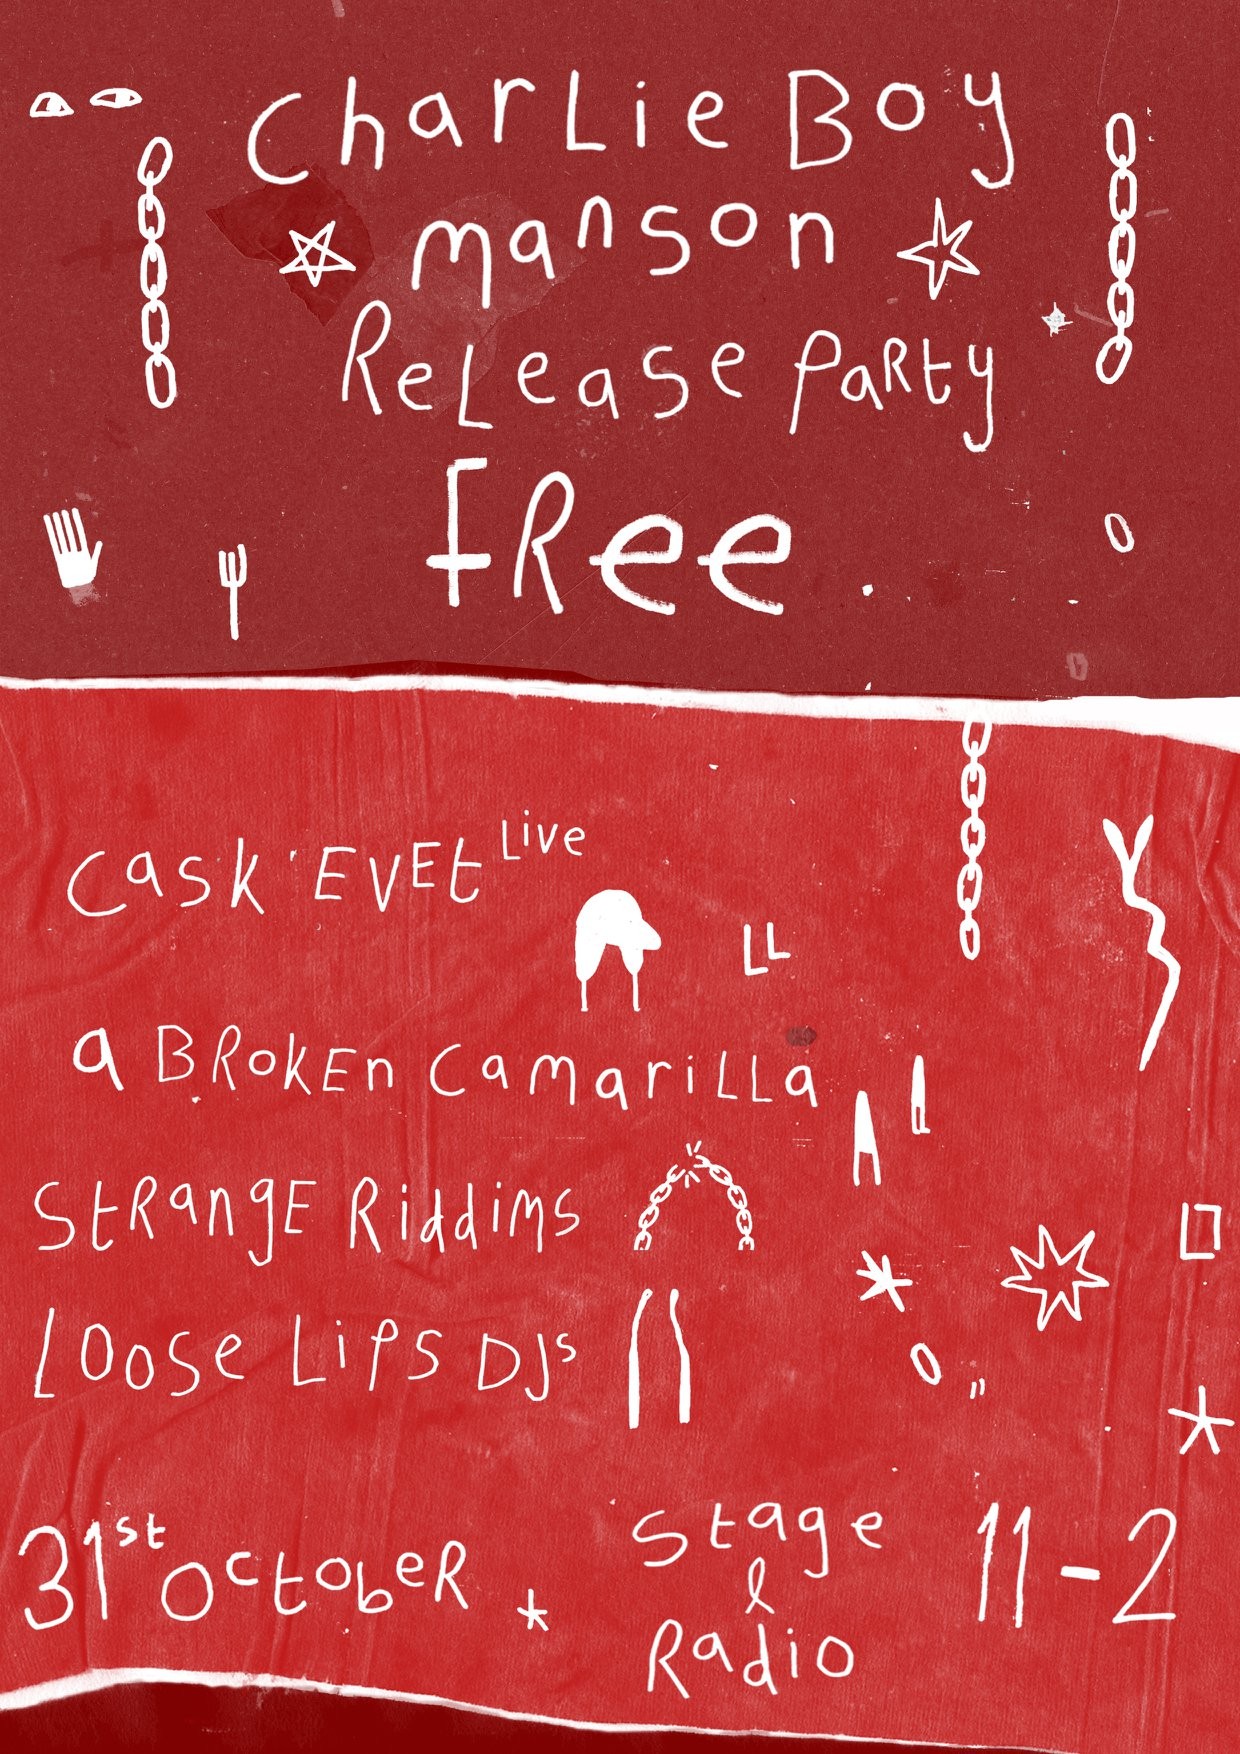 Charlie Boy
manson
Release Party
FRee
Cask 'EVEt Live
LL
a BRokEn Camarilla
StRangE Riddims
Loose Lips DJs
31st OctobeR
Stage
&
Radio
11-2